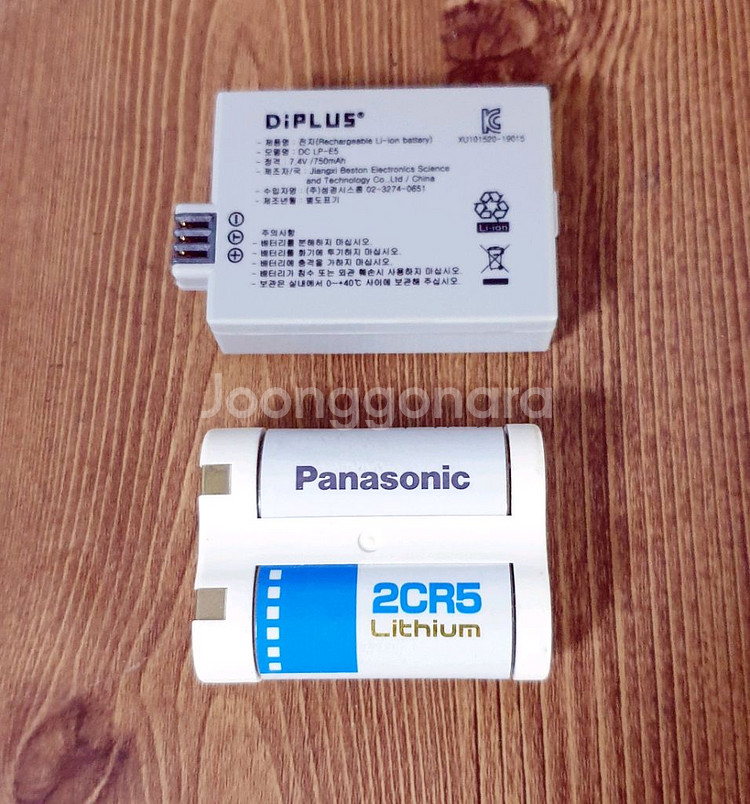 DiPLUS®
- 제품명 : 전지(Rechargeable Li-ion battery)
- 모델명 : DC LP-E5
- 정격 : 7.4V /750mAh
- 제조자/국 : Jiangxi Beston Electronics Science
and Technology Co.,Ltd / China
- 수입자명 : (주)성광시스룸 02-3274-0651
- 제조년월 : 별도표기
XU101520-19015
주의사항
- 배터리를 분해하지 마십시오.
- 배터리를 화기에 투기하지 마십시오.
- 배터리에 충격을 가하지 마십시오.
- 배터리가 침수 또는 외관 훼손시 사용하지 마십시오.
- 보관은 실내에서 0~+40℃ 사이에 보관해 주십시오.
Li-ion
Joonggonara
Panasonic
2CR5
Lithium